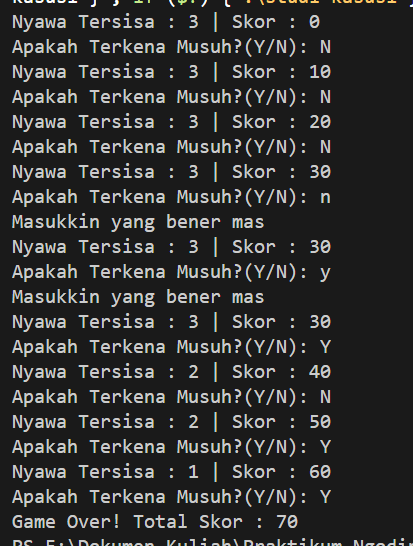 Kasus1 } ; if ($?) { .\Studi_Kasus1 }
Nyawa Tersisa : 3 | Skor : 0
Apakah Terkena Musuh?(Y/N): N
Nyawa Tersisa : 3 | Skor : 10
Apakah Terkena Musuh?(Y/N): N
Nyawa Tersisa : 3 | Skor : 20
Apakah Terkena Musuh?(Y/N): N
Nyawa Tersisa : 3 | Skor : 30
Apakah Terkena Musuh?(Y/N): n
Masukkin yang bener mas
Nyawa Tersisa : 3 | Skor : 30
Apakah Terkena Musuh?(Y/N): y
Masukkin yang bener mas
Nyawa Tersisa : 3 | Skor : 30
Apakah Terkena Musuh?(Y/N): Y
Nyawa Tersisa : 2 | Skor : 40
Apakah Terkena Musuh?(Y/N): N
Nyawa Tersisa : 2 | Skor : 50
Apakah Terkena Musuh?(Y/N): Y
Nyawa Tersisa : 1 | Skor : 60
Apakah Terkena Musuh?(Y/N): Y
Game Over! Total Skor : 70
PS E:\Dokumen Kuliah\Praktikum Ngodin